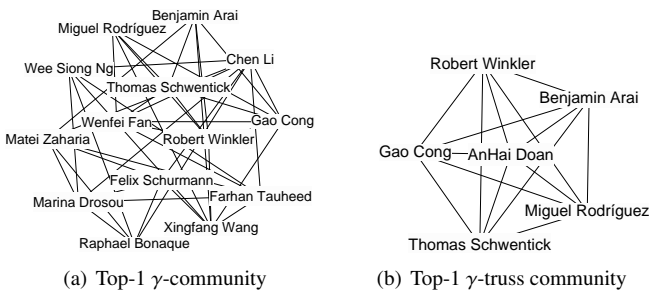 Benjamin Arai
Miguel Rodríguez
Chen Li
Wee Siong Ng
Thomas Schwentick
Wenfei Fan
Gao Cong
Matei Zaharia
Robert Winkler
Felix Schurmann
Marina Drosou
Farhan Tauheed
Xingfang Wang
Raphael Bonaque
(a) Top-1 γ-community
Robert Winkler
Benjamin Arai
Gao Cong
AnHai Doan
Miguel Rodríguez
Thomas Schwentick
(b) Top-1 γ-truss community